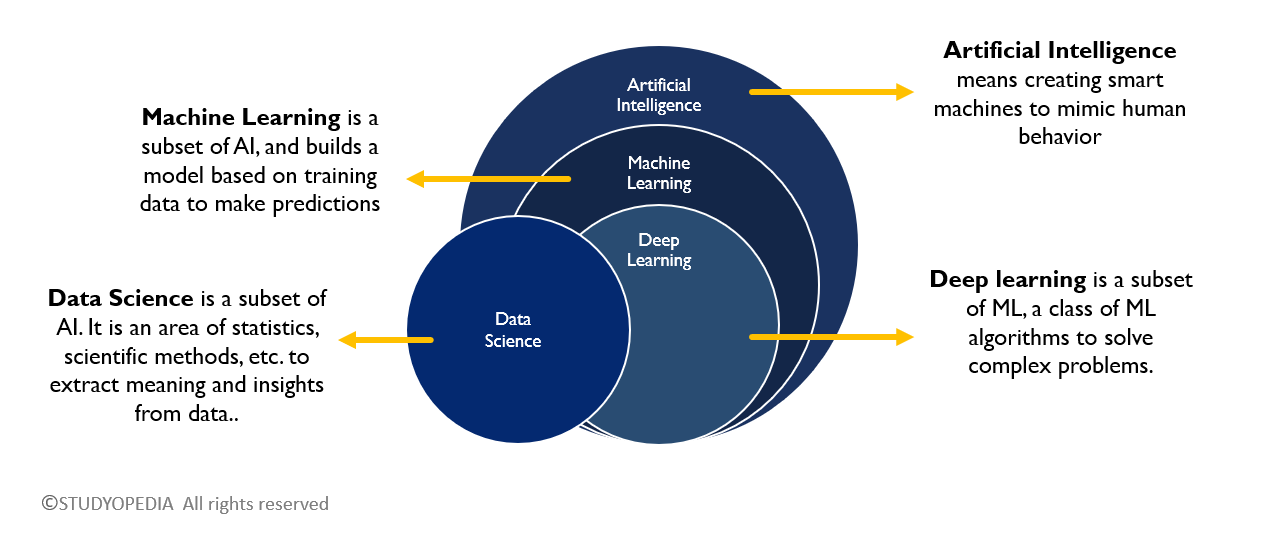 Artificial Intelligence
means creating smart
machines to mimic human
behavior
Artificial
Intelligence
Machine Learning is a
subset of AI, and builds a
model based on training
data to make predictions
Machine
Learning
Deep
Learning
Deep learning is a subset
of ML, a class of ML
algorithms to solve
complex problems.
Data Science is a subset of
AI. It is an area of statistics,
scientific methods, etc. to
extract meaning and insights
from data..
Data
Science
©STUDYOPEDIA All rights reserved